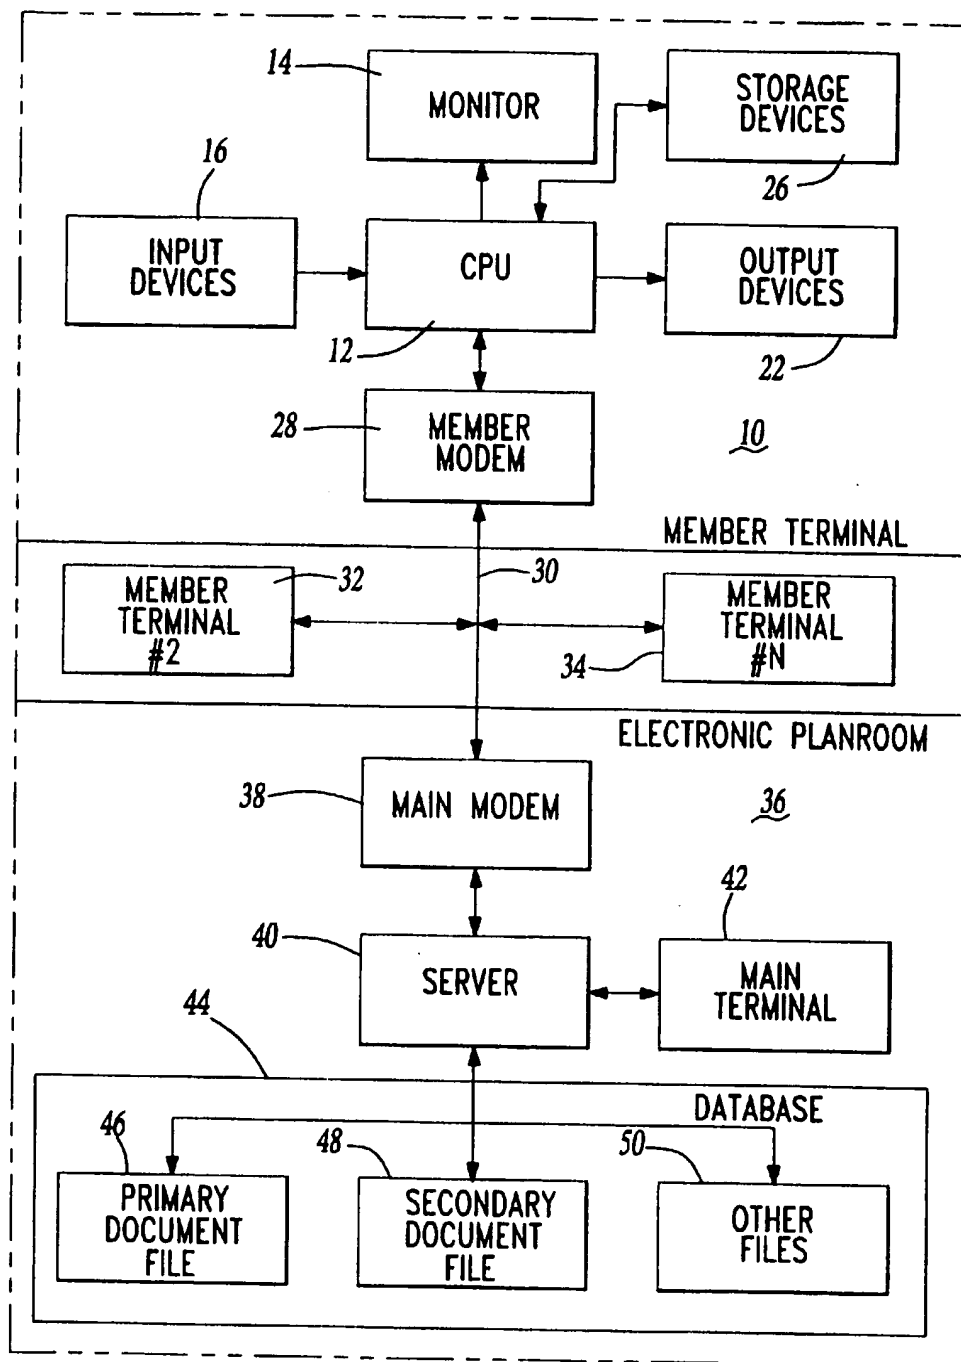 14
MONITOR
STORAGE
DEVICES
26
16
INPUT
DEVICES
CPU
12
OUTPUT
DEVICES
22
28
MEMBER
MODEM
10
MEMBER TERMINAL
MEMBER
TERMINAL
#2
32
30
MEMBER
TERMINAL
#N
34
ELECTRONIC PLANROOM
38
MAIN MODEM
36
40
SERVER
42
MAIN
TERMINAL
44
DATABASE
46
PRIMARY
DOCUMENT
FILE
48
SECONDARY
DOCUMENT
FILE
50
OTHER
FILES